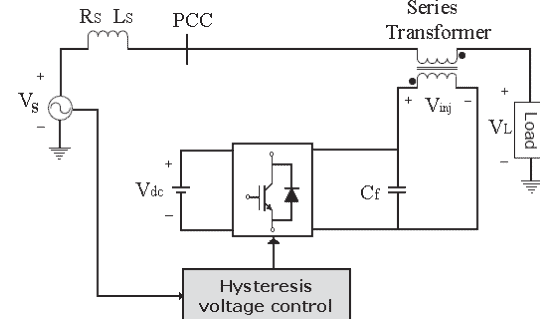 Rs Ls
PCC
Series
Transformer
+
Vs
−
+ Vinj −
+
VL
−
Load
+
Vdc
−
Cf
Hysteresis
voltage control